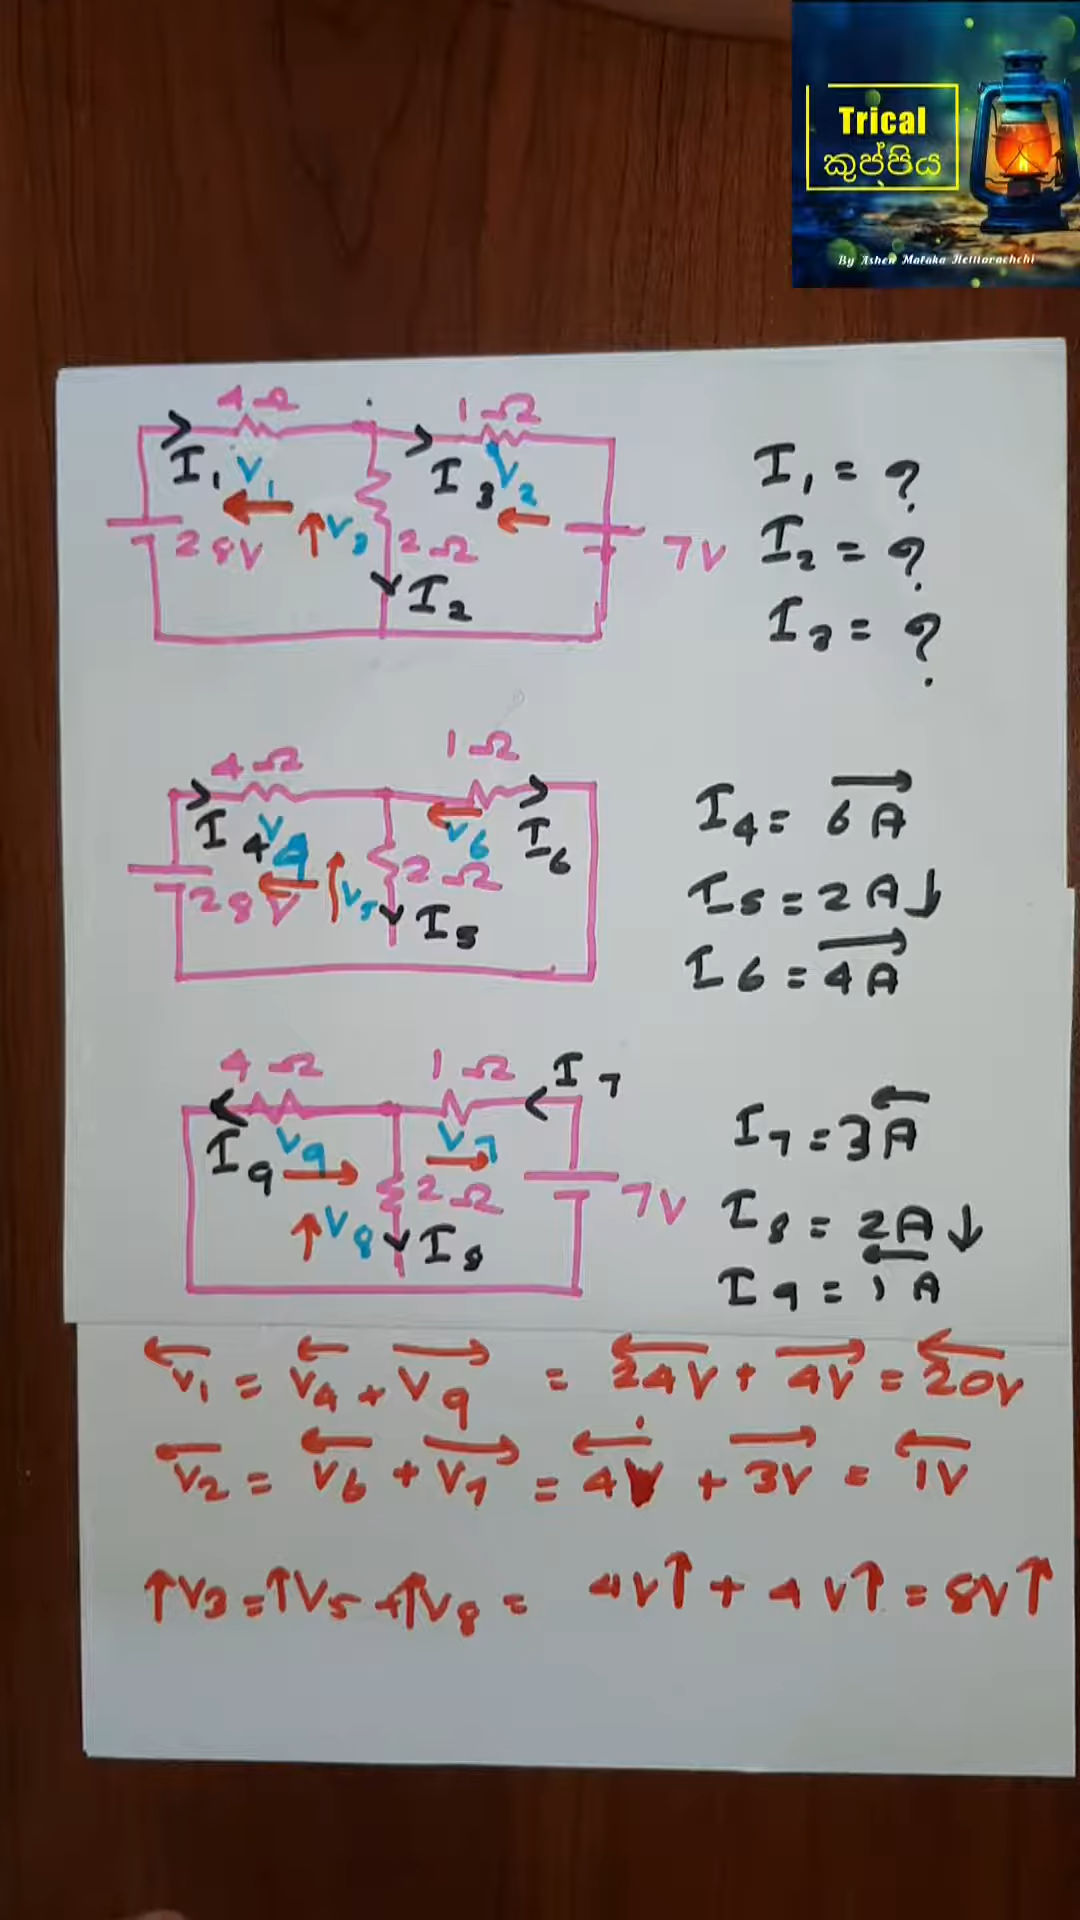 Trical
කුප්පිය
By Ashen Mataka Hettiarachchi
4Ω
1Ω
I₁
V₁
I₃
V₂
28V
V₃
2Ω
I₂
7V
I₁ = ?
I₂ = ?
I₃ = ?
4Ω
1Ω
I₄
V₄
V₆
I₆
28V
V₅
2Ω
I₅
I₄ = 6A→
I₅ = 2A↓
I₆ = 4A→
4Ω
1Ω
I₇
I₉
V₉
V₇
2Ω
7V
V₈
I₈
I₇ = 3A←
I₈ = 2A↓
I₉ = 1A←
←V₁ = ←V₄ + →V₉ = ←24V + →4V = ←20V
←V₂ = ←V₆ + →V₇ = ←4V + →3V = ←1V
↑V₃ = ↑V₅ + ↑V₈ = 4V↑ + 4V↑ = 8V↑